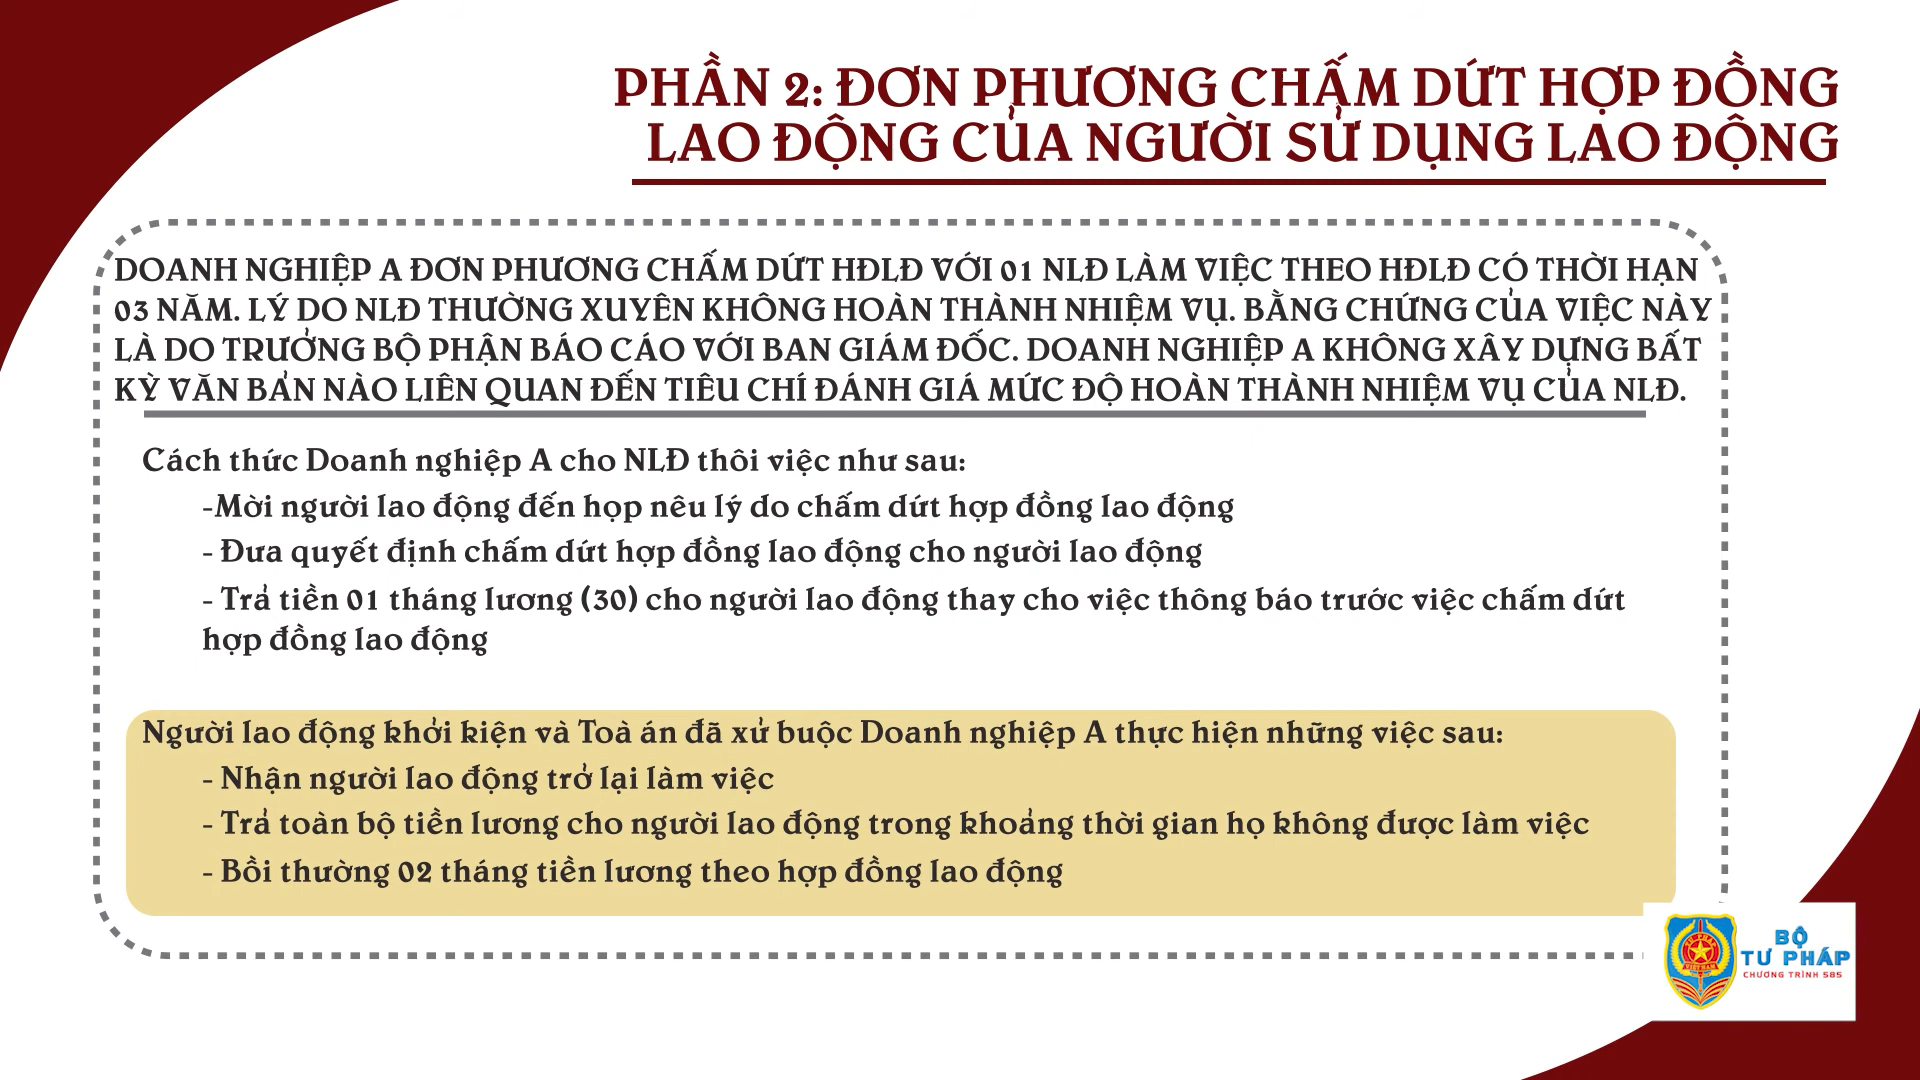 PHẦN 2: ĐƠN PHƯƠNG CHẤM DỨT HỢP ĐỒNG
LAO ĐỘNG CỦA NGƯỜI SỬ DỤNG LAO ĐỘNG
DOANH NGHIỆP A ĐƠN PHƯƠNG CHẤM DỨT HĐLĐ VỚI 01 NLĐ LÀM VIỆC THEO HĐLĐ CÓ THỜI HẠN
03 NĂM. LÝ DO NLĐ THƯỜNG XUYÊN KHÔNG HOÀN THÀNH NHIỆM VỤ. BẰNG CHỨNG CỦA VIỆC NÀY
LÀ DO TRƯỞNG BỘ PHẬN BÁO CÁO VỚI BAN GIÁM ĐỐC. DOANH NGHIỆP A KHÔNG XÂY DỰNG BẤT
KỲ VĂN BẢN NÀO LIÊN QUAN ĐẾN TIÊU CHÍ ĐÁNH GIÁ MỨC ĐỘ HOÀN THÀNH NHIỆM VỤ CỦA NLĐ.
Cách thức Doanh nghiệp A cho NLĐ thôi việc như sau:
-Mời người lao động đến họp nêu lý do chấm dứt hợp đồng lao động
- Đưa quyết định chấm dứt hợp đồng lao động cho người lao động
- Trả tiền 01 tháng lương (30) cho người lao động thay cho việc thông báo trước việc chấm dứt
hợp đồng lao động
Người lao động khởi kiện và Toà án đã xử buộc Doanh nghiệp A thực hiện những việc sau:
- Nhận người lao động trở lại làm việc
- Trả toàn bộ tiền lương cho người lao động trong khoảng thời gian họ không được làm việc
- Bồi thường 02 tháng tiền lương theo hợp đồng lao động
TƯ PHÁP
VIỆT NAM
BỘ
TƯ PHÁP
CHƯƠNG TRÌNH 585